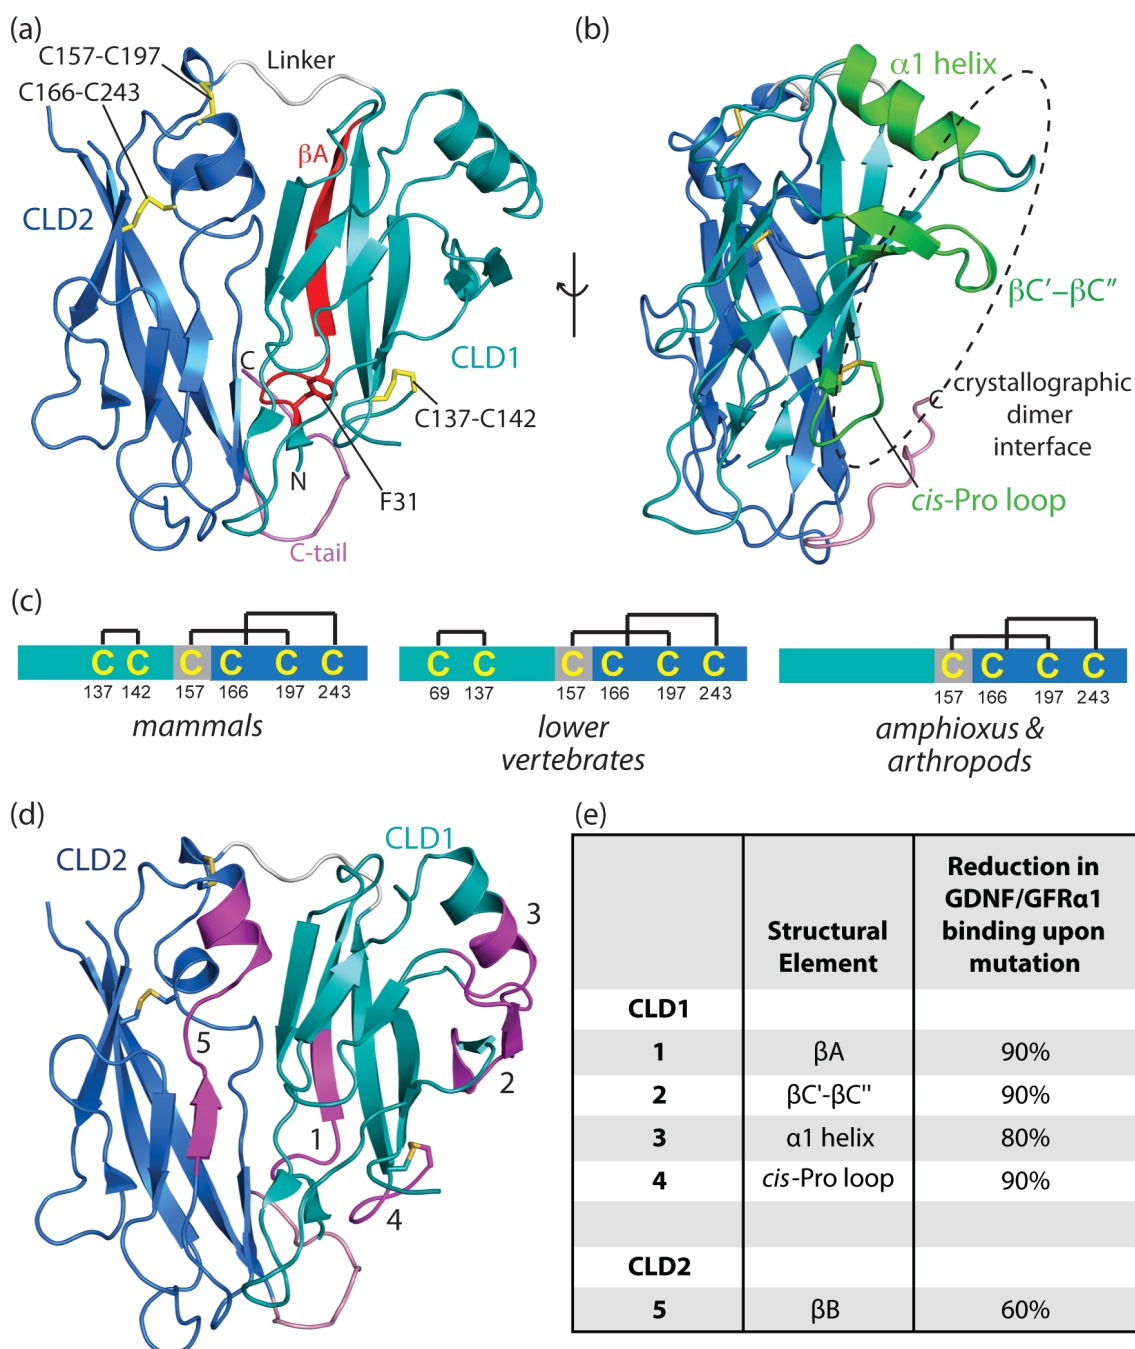 (a)
C157-C197
C166-C243
Linker
βA
CLD2
CLD1
C
C137-C142
N
F31
C-tail
(b)
α1 helix
βC′–βC″
C
crystallographic
dimer
interface
cis-Pro loop
(c)
C C C C C C
137 142 157 166 197 243
mammals
C C C C C C
69 137 157 166 197 243
lower
vertebrates
C C C C
157 166 197 243
amphioxus &
arthropods
(d)
CLD2
CLD1
3
5
2
1
4
(e)
Structural
Element
Reduction in
GDNF/GFRα1
binding upon
mutation
CLD1
1 βA 90%
2 βC'-βC'' 90%
3 α1 helix 80%
4 cis-Pro loop 90%
CLD2
5 βB 60%